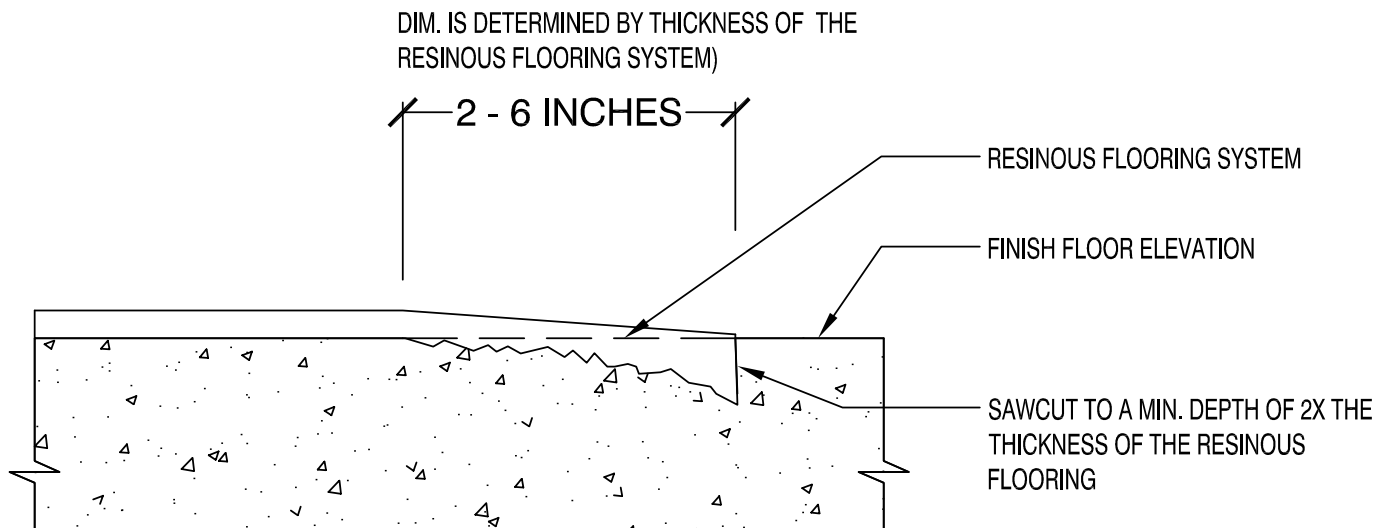 DIM. IS DETERMINED BY THICKNESS OF THE
RESINOUS FLOORING SYSTEM)
2 - 6 INCHES
RESINOUS FLOORING SYSTEM
FINISH FLOOR ELEVATION
SAWCUT TO A MIN. DEPTH OF 2X THE
THICKNESS OF THE RESINOUS
FLOORING